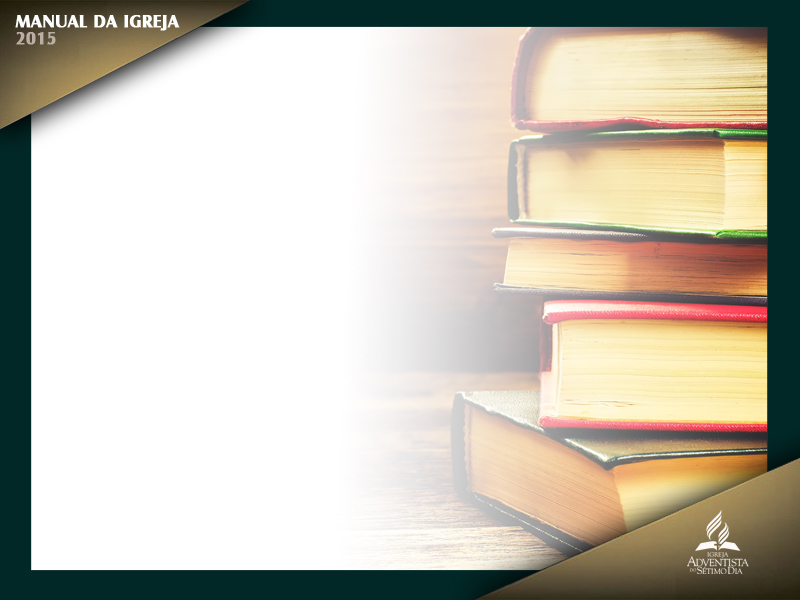 MANUAL DA IGREJA
2015
IGREJA
ADVENTISTA
DO SÉTIMO DIA